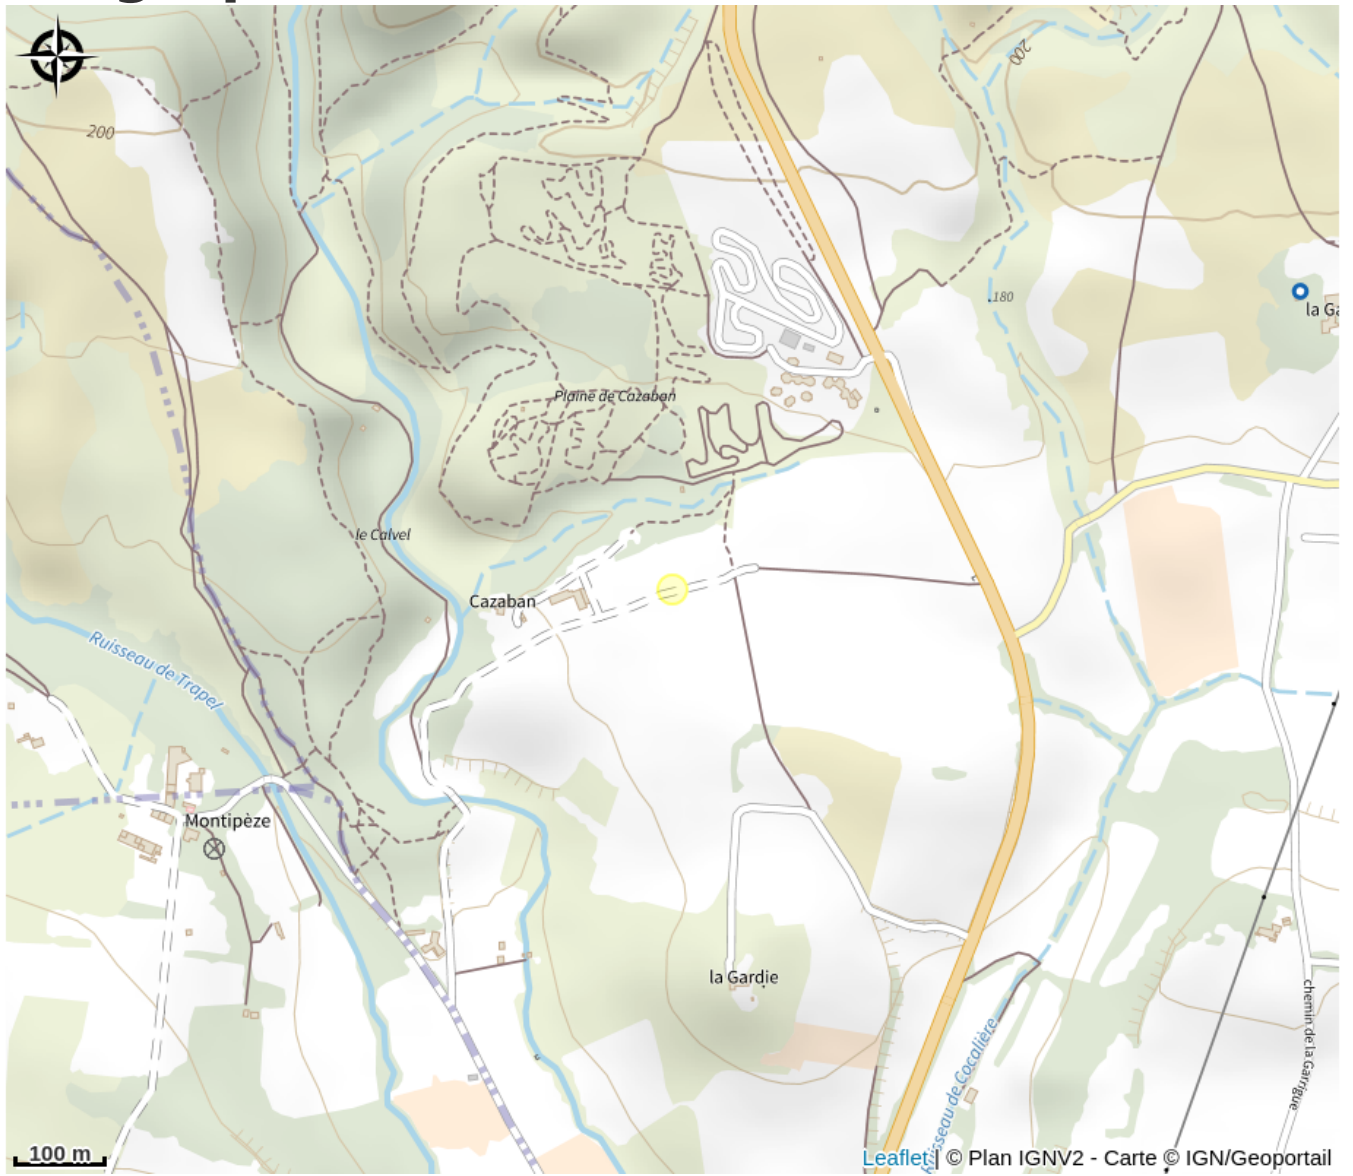 200
200
180
la Ga
Plaine de Cazaban
le Calvel
Cazaban
Ruisseau de Trapel
Montipèze
la Gardie
chemin de la Garrigue
Ruisseau de Cocalière
100 m
Leaflet | © Plan IGNV2 - Carte © IGN/Geoportail